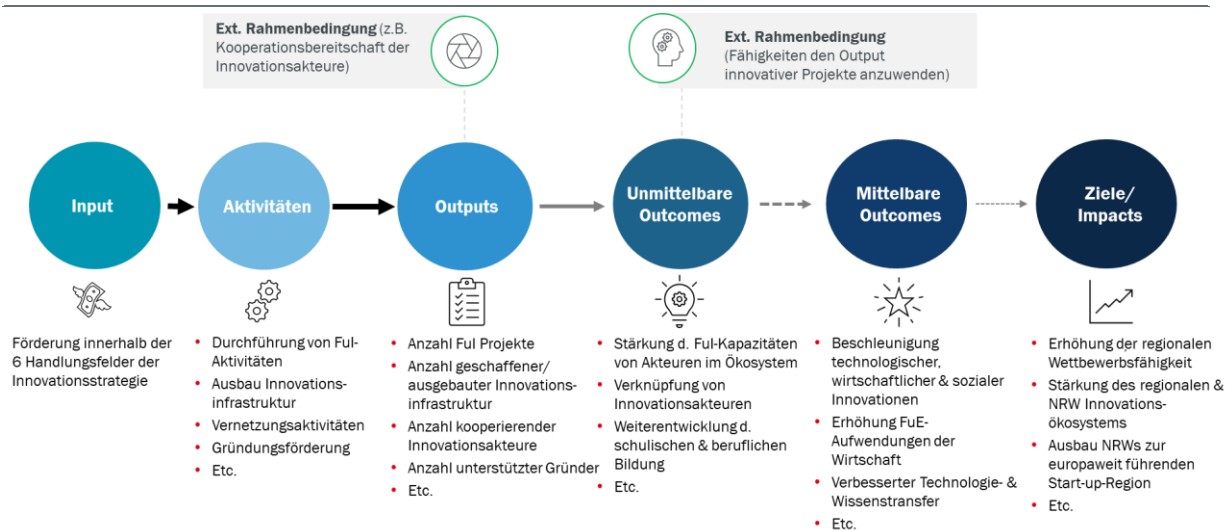 Ext. Rahmenbedingung (z.B.
Kooperationsbereitschaft der
Innovationsakteure)
Ext. Rahmenbedingung
(Fähigkeiten den Output
innovativer Projekte anzuwenden)
Input
Aktivitäten
Outputs
Unmittelbare
Outcomes
Mittelbare
Outcomes
Ziele/
Impacts
Förderung innerhalb der
6 Handlungsfelder der
Innovationsstrategie
• Durchführung von FuI-
Aktivitäten
• Ausbau Innovations-
infrastruktur
• Vernetzungsaktivitäten
• Gründungsförderung
• Etc.
• Anzahl FuI Projekte
• Anzahl geschaffener/
ausgebauter Innovations-
infrastruktur
• Anzahl kooperierender
Innovationsakteure
• Anzahl unterstützter Gründer
• Etc.
• Stärkung d. FuI-Kapazitäten
von Akteuren im Ökosystem
• Verknüpfung von
Innovationsakteuren
• Weiterentwicklung d.
schulischen & beruflichen
Bildung
• Etc.
• Beschleunigung
technologischer,
wirtschaftlicher & sozialer
Innovationen
• Erhöhung FuE-
Aufwendungen der
Wirtschaft
• Verbesserter Technologie- &
Wissenstransfer
• Etc.
• Erhöhung der regionalen
Wettbewerbsfähigkeit
• Stärkung des regionalen &
NRW Innovations-
ökosystems
• Ausbau NRWs zur
europaweit führenden
Start-up-Region
• Etc.